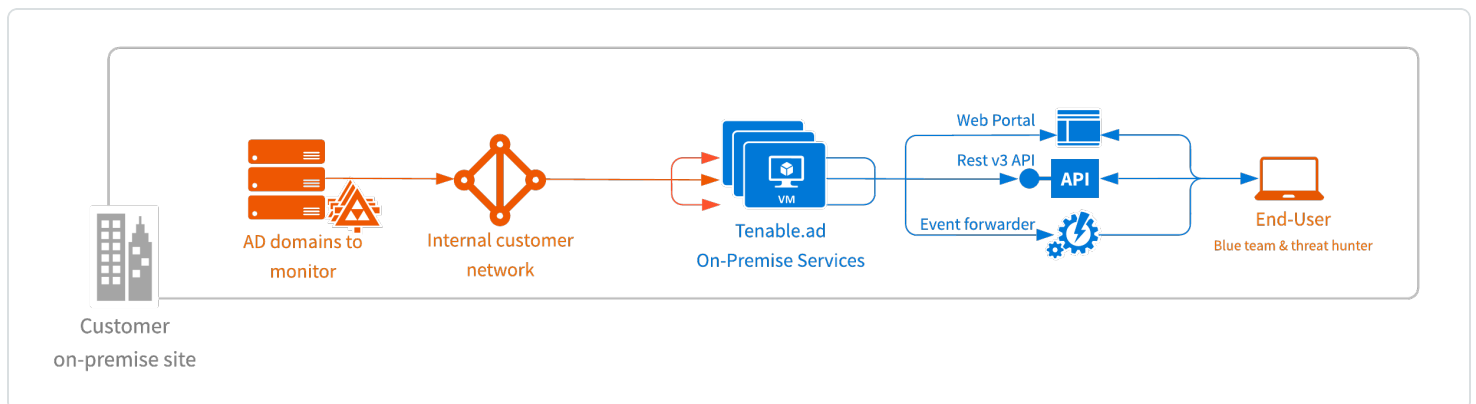 AD domains to
monitor
Internal customer
network
VM
Tenable.ad
On-Premise Services
Web Portal
Rest v3 API
API
Event forwarder
End-User
Blue team & threat hunter
Customer
on-premise site